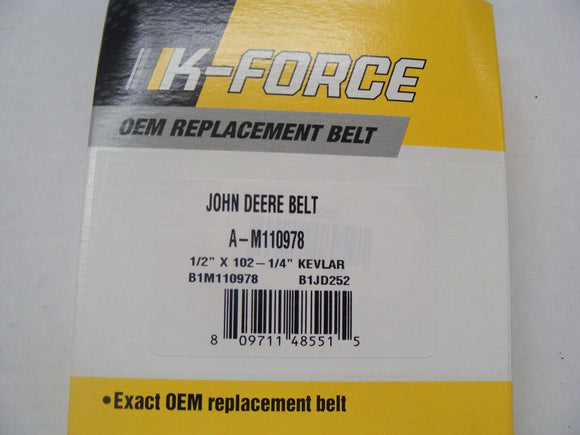 K-FORCE
OEM REPLACEMENT BELT
JOHN DEERE BELT
A-M110978
1/2" X 102-1/4" KEVLAR
B1M110978 B1JD252
8 09711 48551 5
•Exact OEM replacement belt